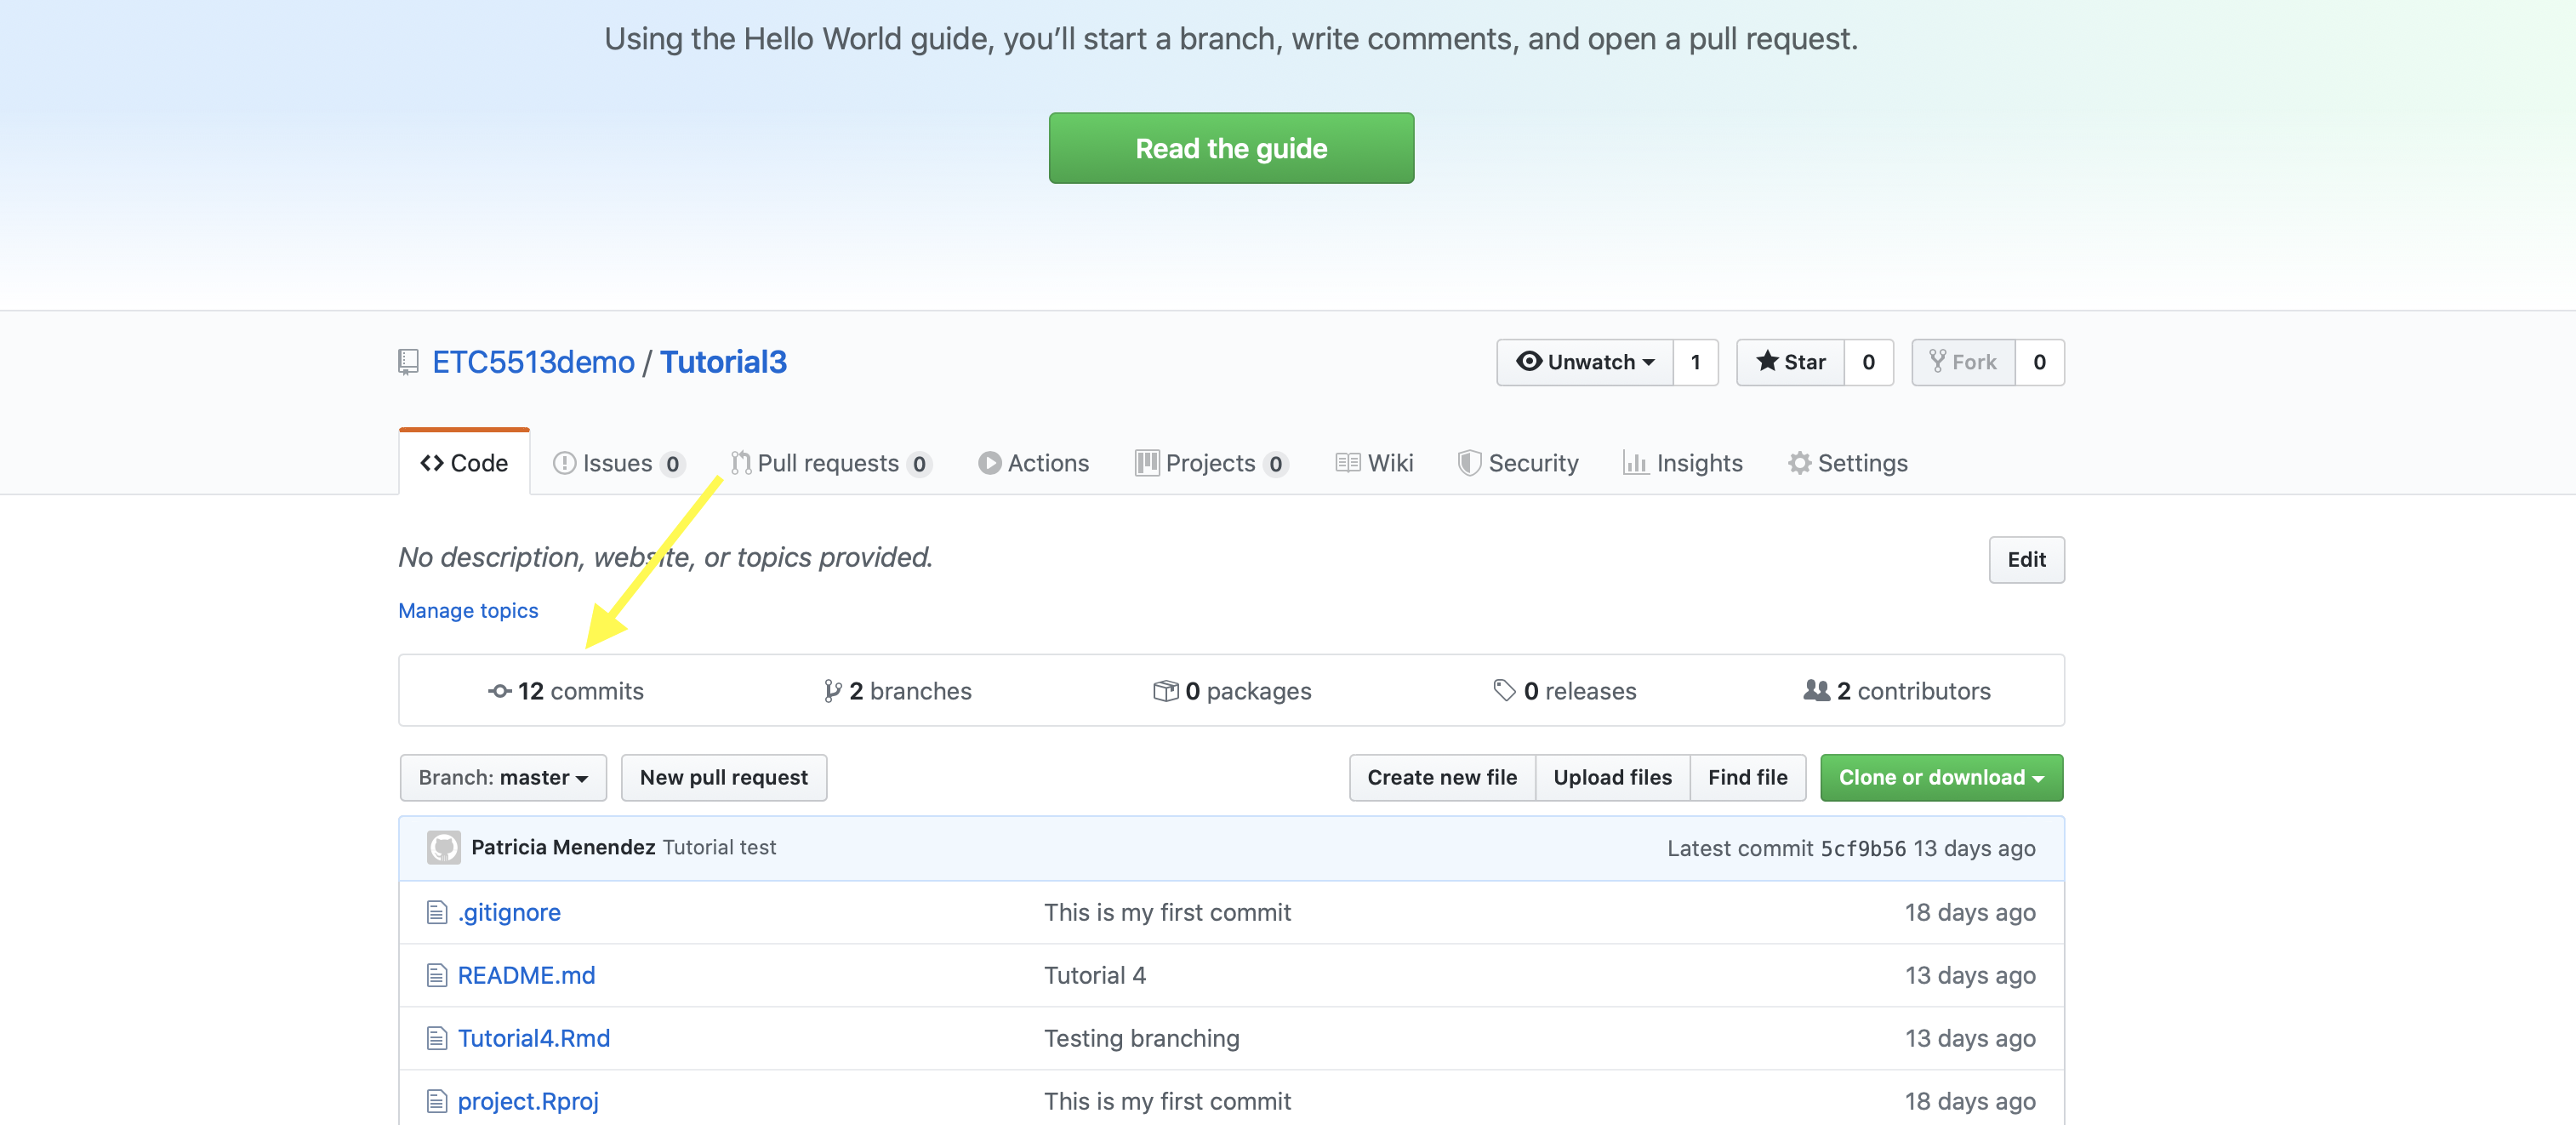 Using the Hello World guide, you’ll start a branch, write comments, and open a pull request.
Read the guide
ETC5513demo / Tutorial3
Unwatch 1 Star 0 Fork 0
Code Issues 0 Pull requests 0 Actions Projects 0 Wiki Security Insights Settings
No description, website, or topics provided.
Edit
Manage topics
12 commits 2 branches 0 packages 0 releases 2 contributors
Branch: master New pull request Create new file Upload files Find file Clone or download
Patricia Menendez Tutorial test Latest commit 5cf9b56 13 days ago
.gitignore This is my first commit 18 days ago
README.md Tutorial 4 13 days ago
Tutorial4.Rmd Testing branching 13 days ago
project.Rproj This is my first commit 18 days ago